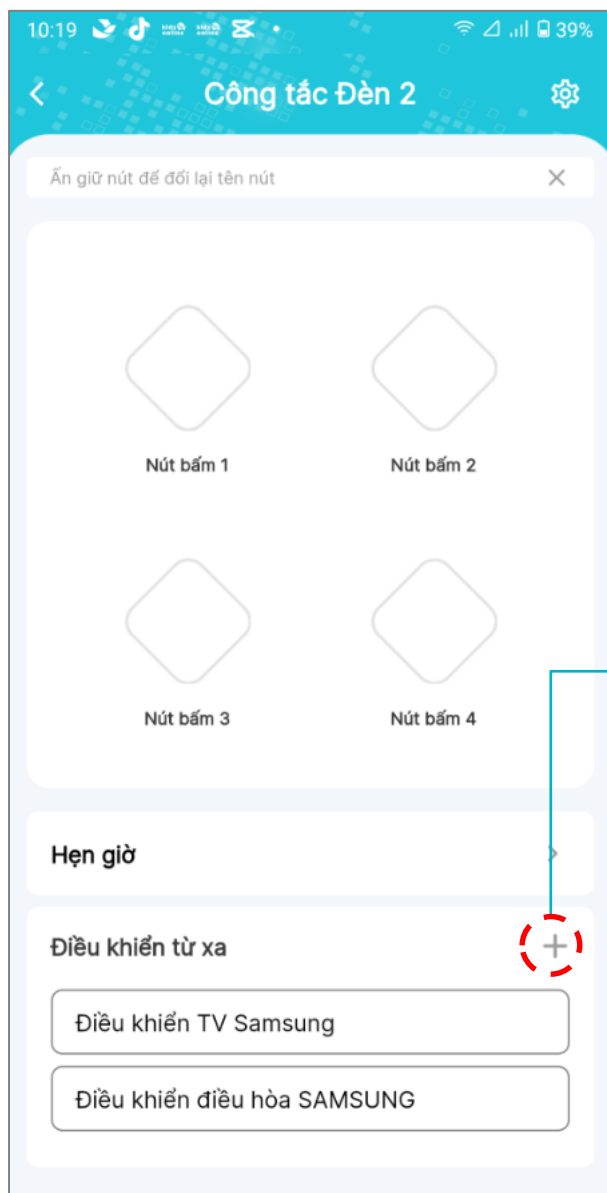 10:19 39%
Công tắc Đèn 2
Ấn giữ nút để đổi lại tên nút
Nút bấm 1 Nút bấm 2
Nút bấm 3 Nút bấm 4
Hẹn giờ
Điều khiển từ xa
Điều khiển TV Samsung
Điều khiển điều hòa SAMSUNG